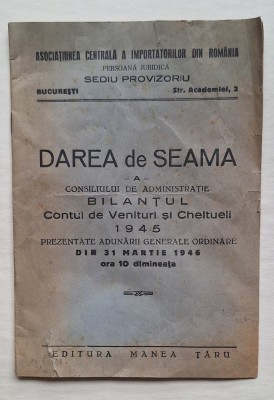 ASOCIAȚIUNEA CENTRALĂ A IMPORTATORILOR DIN ROMÂNIA
PERSOANĂ JURIDICĂ
SEDIU PROVIZORIU
BUCUREȘTI Str. Academiei, 2
DAREA de SEAMA
-A-
CONSILIULUI DE ADMINISTRAȚIE
BILANȚUL
Contul de Venituri și Cheltueli
1945
PREZENTATE ADUNĂRII GENERALE ORDINARE
DIN 31 MARTIE 1946
ora 10 dimineața
EDITURA MANEA ȚĂRU